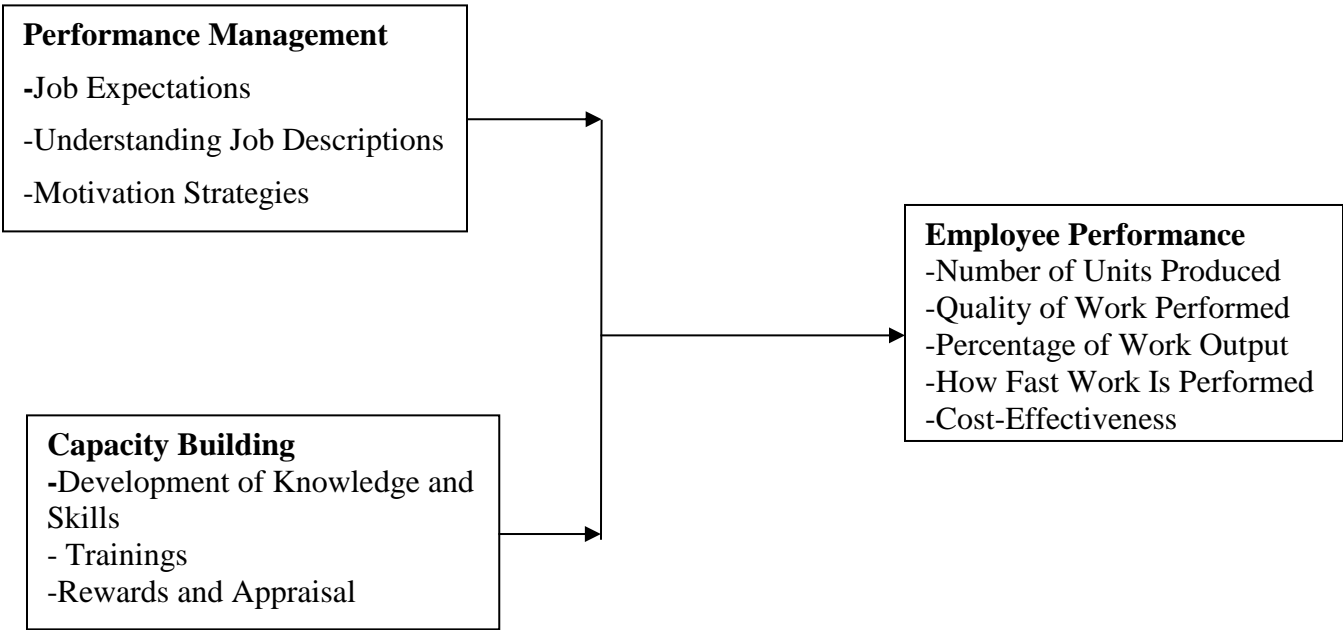 Performance Management
-Job Expectations
-Understanding Job Descriptions
-Motivation Strategies
Employee Performance
-Number of Units Produced
-Quality of Work Performed
-Percentage of Work Output
-How Fast Work Is Performed
-Cost-Effectiveness
Capacity Building
-Development of Knowledge and
Skills
- Trainings
-Rewards and Appraisal